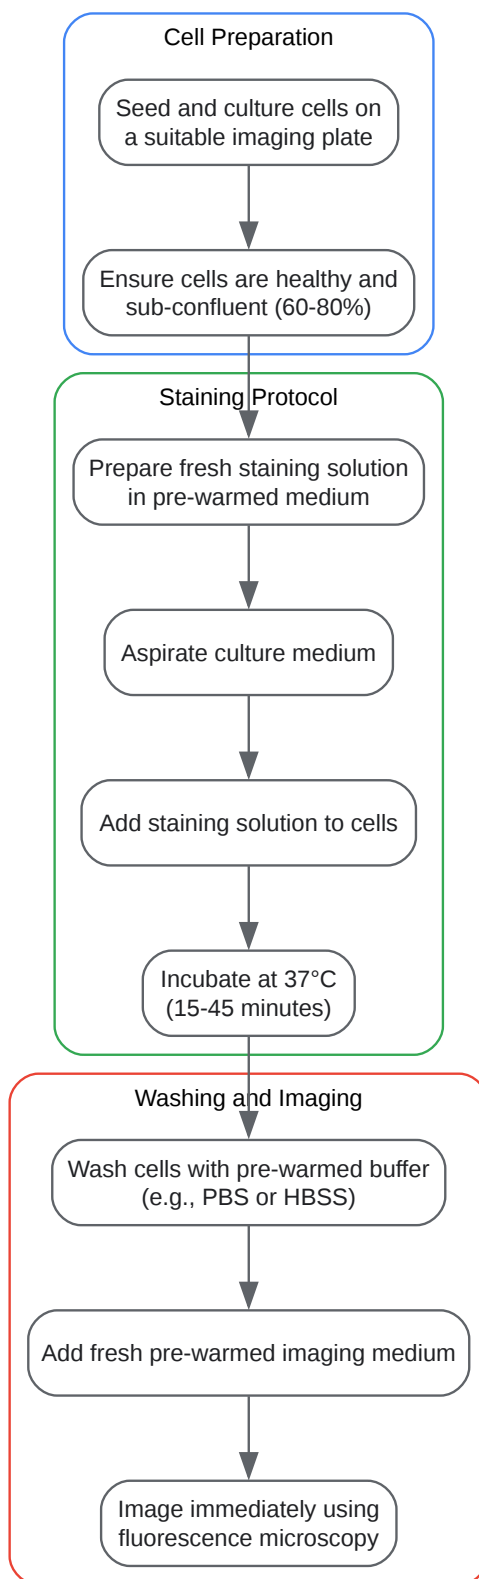 Cell Preparation
Seed and culture cells on
a suitable imaging plate
Ensure cells are healthy and
sub-confluent (60-80%)
Staining Protocol
Prepare fresh staining solution
in pre-warmed medium
Aspirate culture medium
Add staining solution to cells
Incubate at 37°C
(15-45 minutes)
Washing and Imaging
Wash cells with pre-warmed buffer
(e.g., PBS or HBSS)
Add fresh pre-warmed imaging medium
Image immediately using
fluorescence microscopy